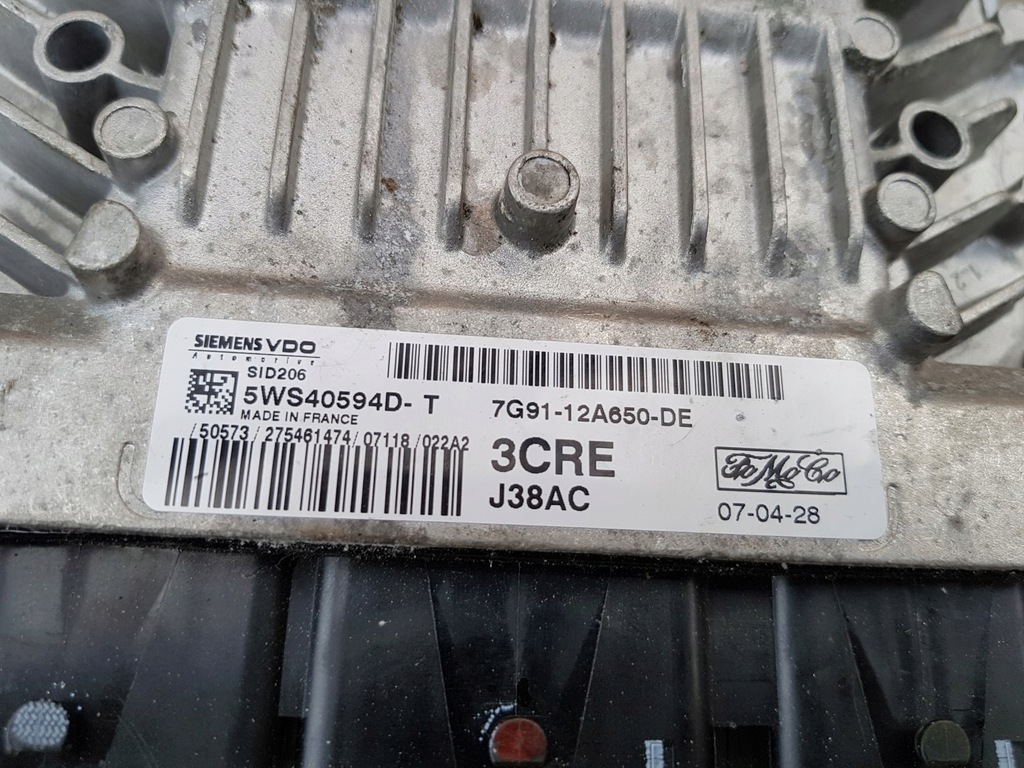 SIEMENS VDO
Automotive
SID206
5WS40594D- T
MADE IN FRANCE
/50573/275461474/07118/022A2
7G91-12A650-DE
3CRE
J38AC
FoMoCo
07-04-28